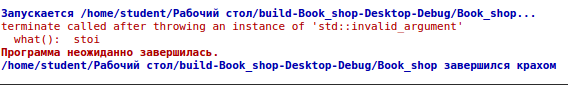 Запускается /home/student/Рабочий стол/build-Book_shop-Desktop-Debug/Book_shop...
terminate called after throwing an instance of 'std::invalid_argument'
  what():  stoi
Программа неожиданно завершилась.
/home/student/Рабочий стол/build-Book_shop-Desktop-Debug/Book_shop завершился крахом